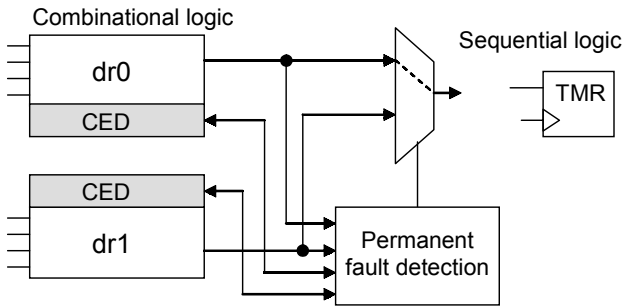 Combinational logic
Sequential logic
dr0
TMR
CED
CED
dr1
Permanent
fault detection